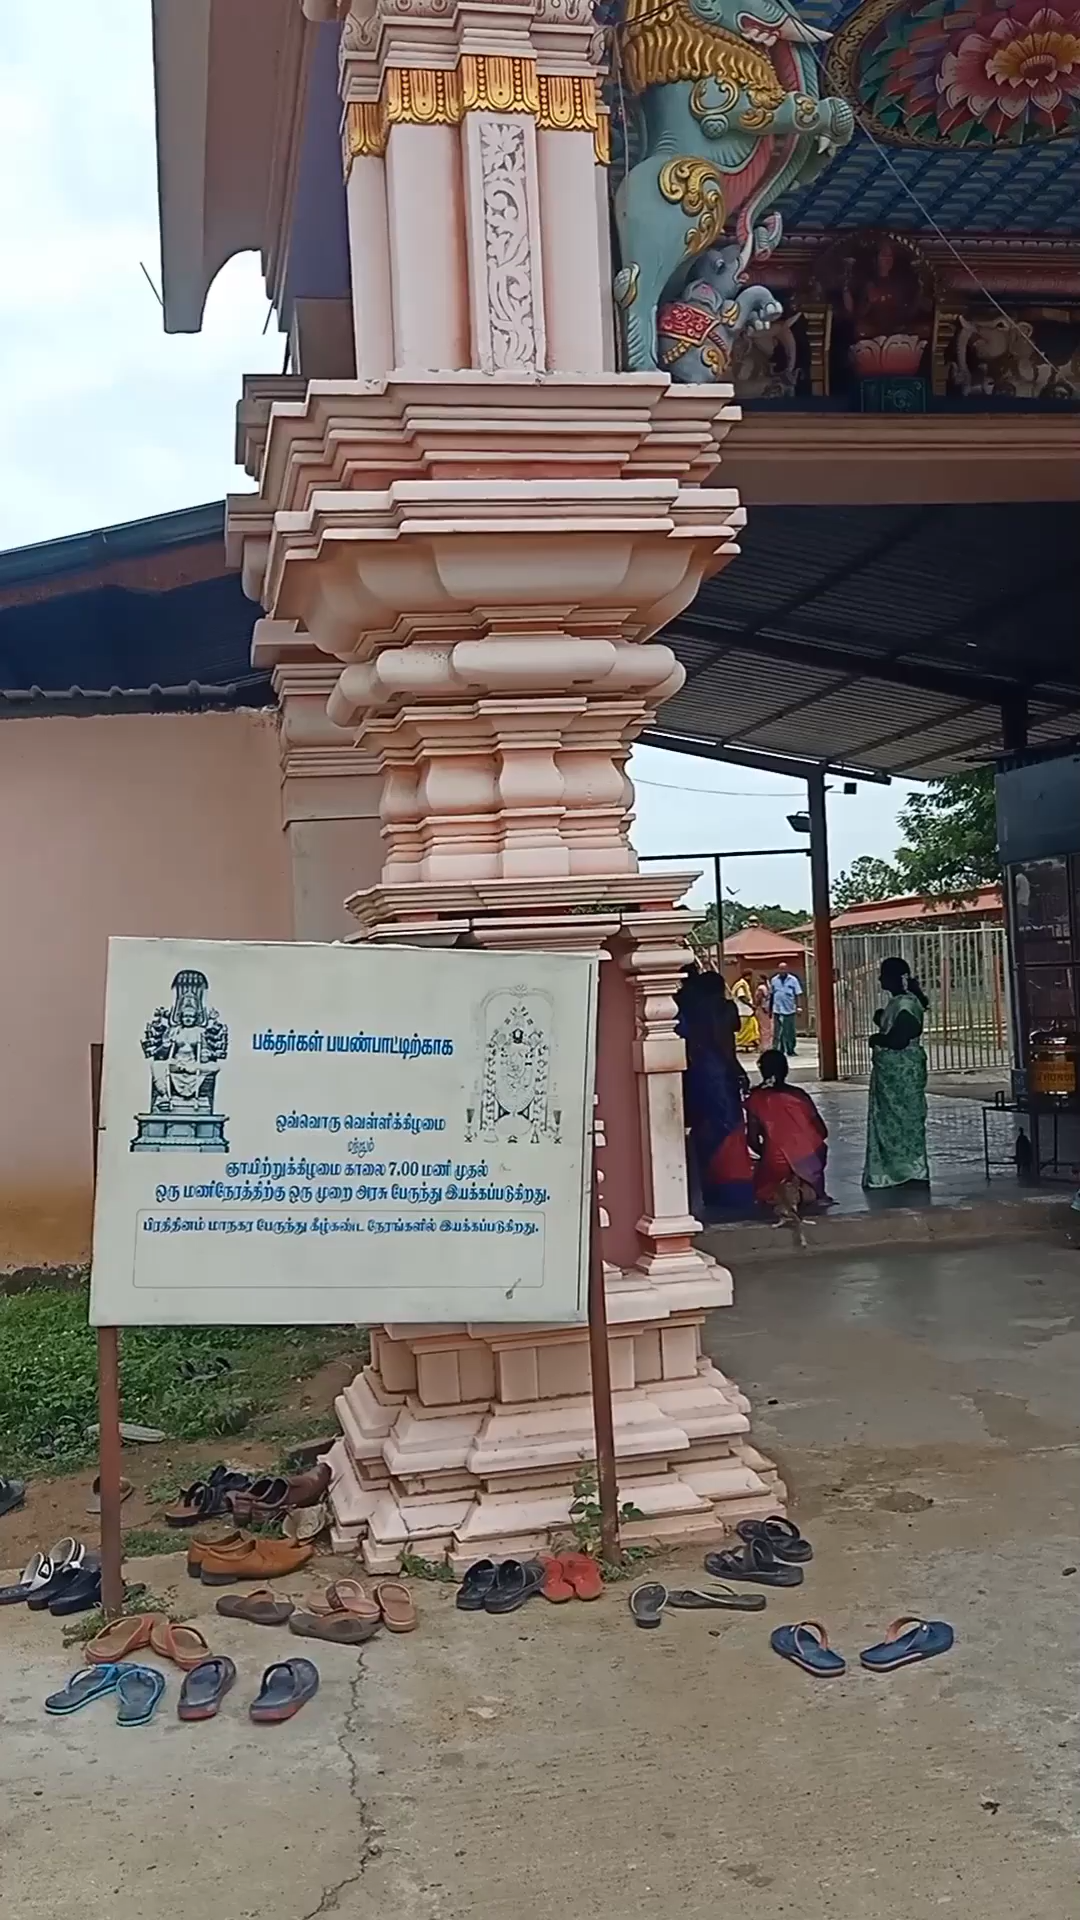 பக்தர்கள் பயண்பாட்டிற்காக
ஒவ்வொரு வெள்ளிக்கிழமை
மற்றும்
ஞாயிற்றுக்கிழமை காலை 7.00 மணி முதல்
ஒரு மணிநேரத்திற்கு ஒரு முறை அரசு பேருந்து இயக்கப்படுகிறது.
பிரதிதினம் மாநகர பேருந்து கீழ்கண்ட நேரங்களில் இயக்கப்படுகிறது.